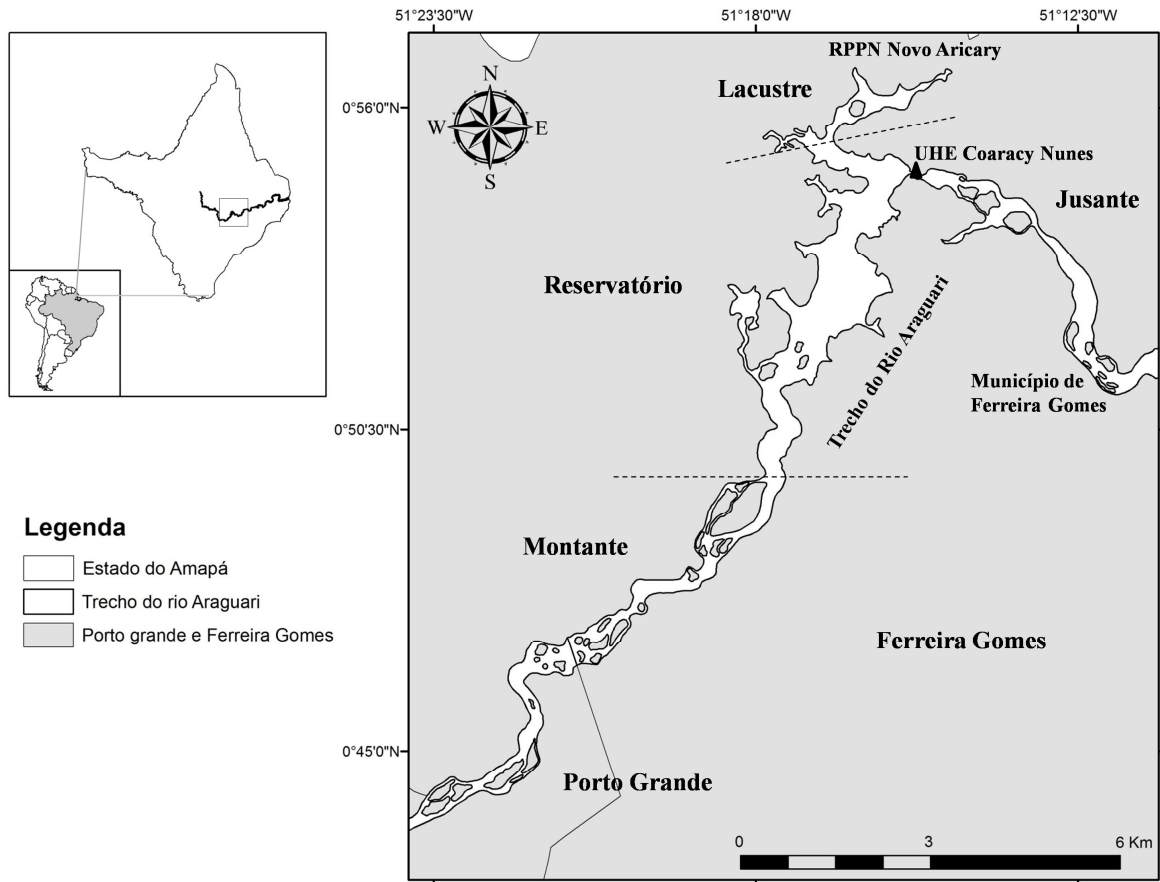 51°23'30"W
51°18'0"W
51°12'30"W
RPPN Novo Aricary
Lacustre
N
0°56'0"N
W
E
S
UHE Coaracy Nunes
Jusante
Reservatório
Trecho do Rio Araguari
Município de
Ferreira Gomes
0°50'30"N
Legenda
Estado do Amapá
Trecho do rio Araguari
Porto grande e Ferreira Gomes
Montante
Ferreira Gomes
0°45'0"N
Porto Grande
0
3
6 Km